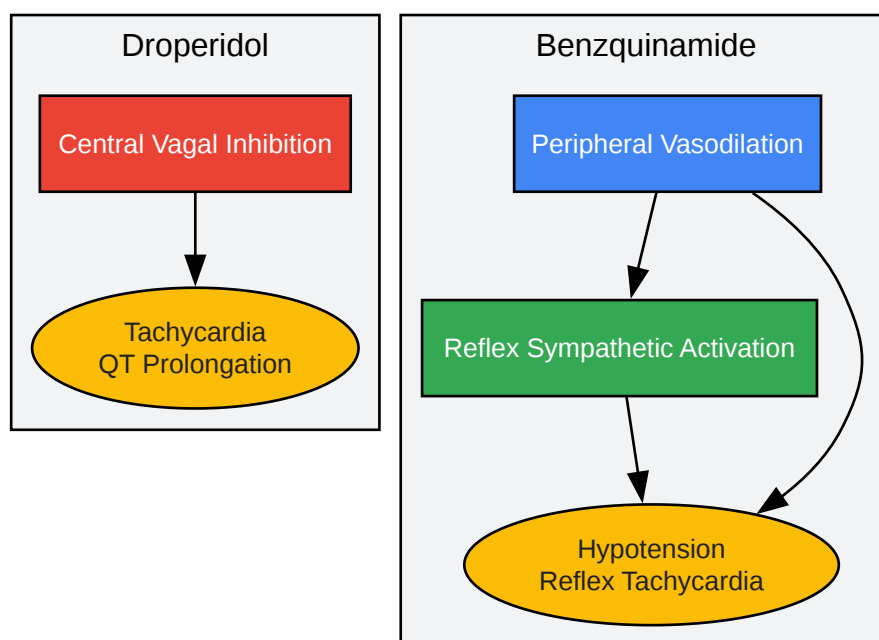 Droperidol
Central Vagal Inhibition
Tachycardia
QT Prolongation
Benzquinamide
Peripheral Vasodilation
Reflex Sympathetic Activation
Hypotension
Reflex Tachycardia